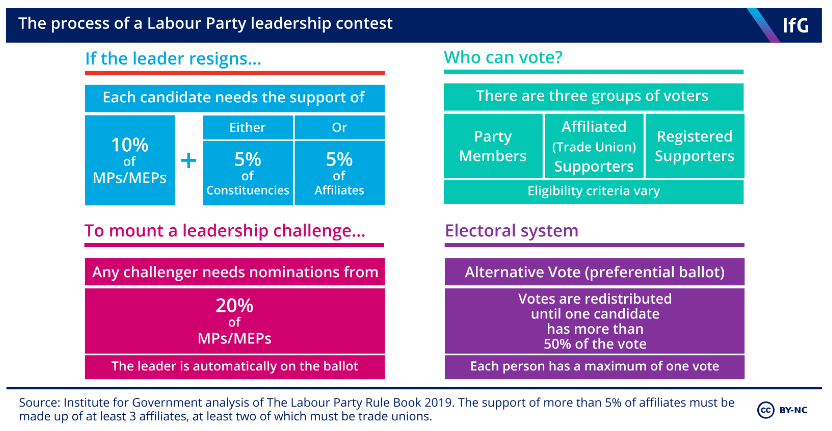 The process of a Labour Party leadership contest
IfG
If the leader resigns...
Each candidate needs the support of
10%
of
MPs/MEPs
+
Either
5%
of
Constituencies
Or
5%
of
Affiliates
Who can vote?
There are three groups of voters
Party
Members
Affiliated
(Trade Union)
Supporters
Registered
Supporters
Eligibility criteria vary
To mount a leadership challenge...
Any challenger needs nominations from
20%
of
MPs/MEPs
The leader is automatically on the ballot
Electoral system
Alternative Vote (preferential ballot)
Votes are redistributed
until one candidate
has more than
50% of the vote
Each person has a maximum of one vote
Source: Institute for Government analysis of The Labour Party Rule Book 2019. The support of more than 5% of affiliates must be
made up of at least 3 affiliates, at least two of which must be trade unions.
cc BY-NC